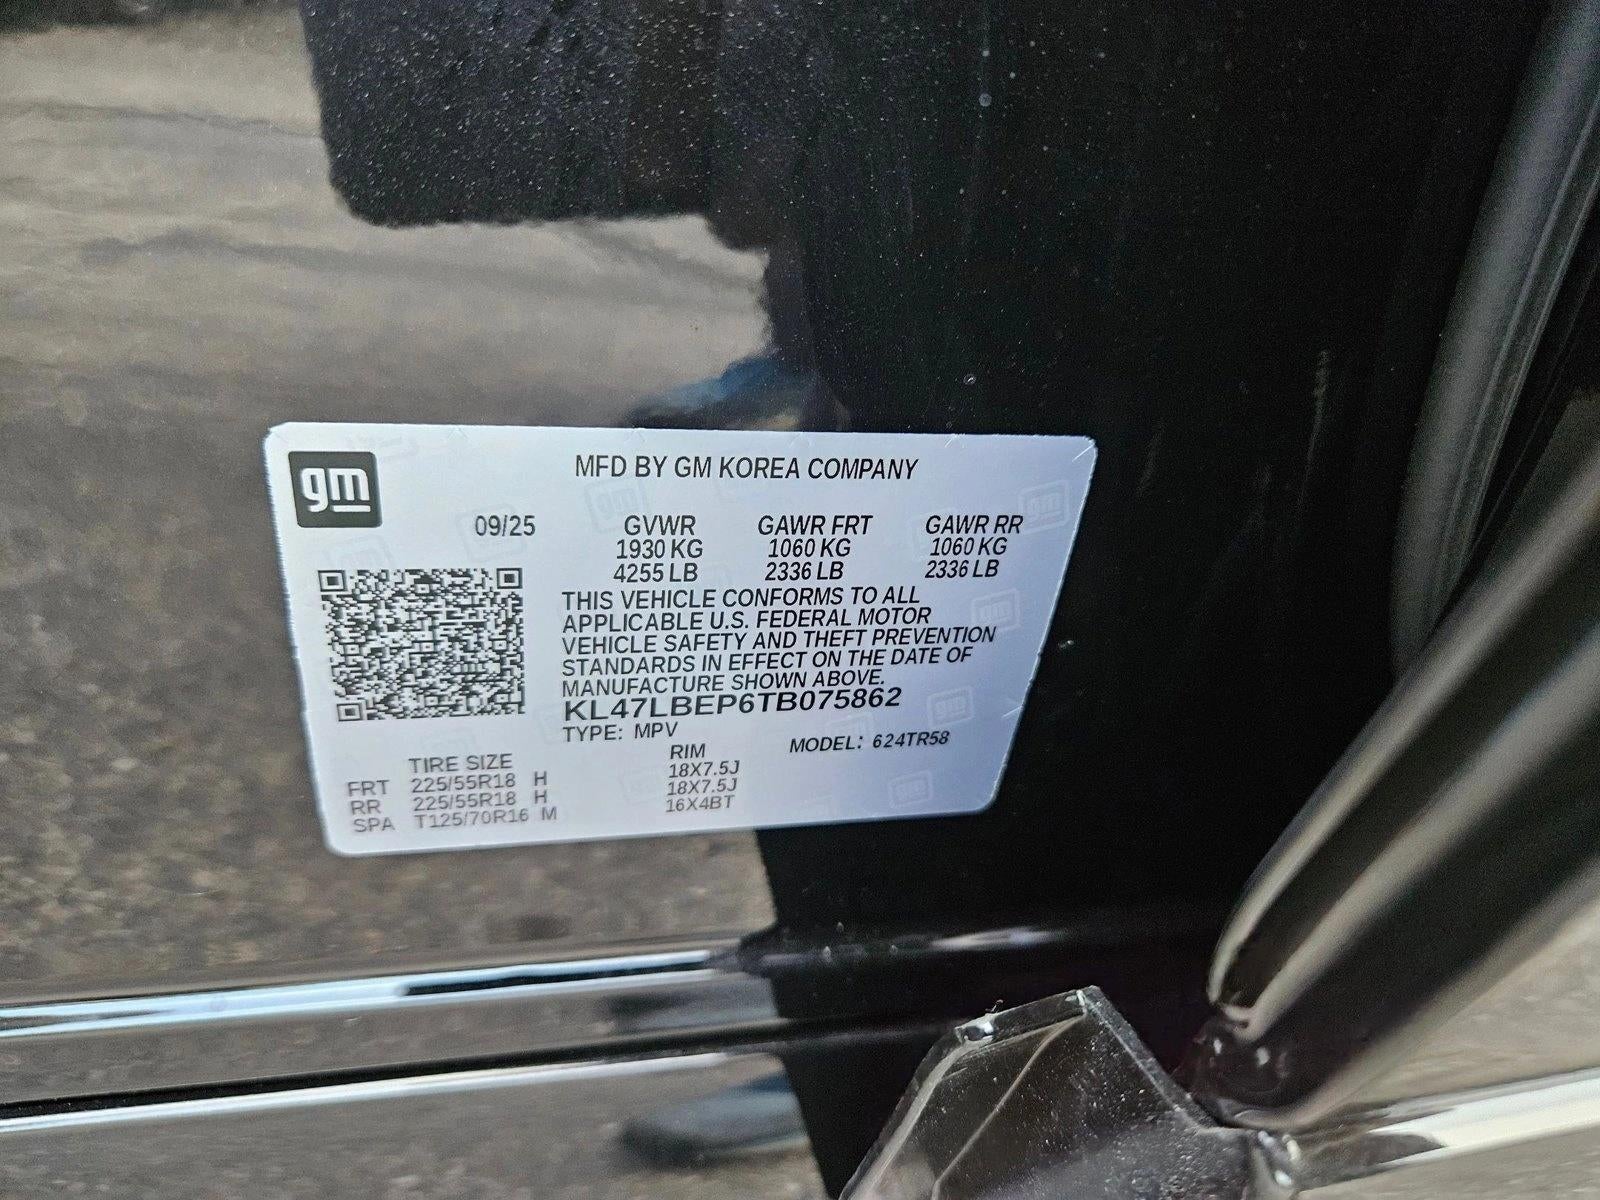 gm
MFD BY GM KOREA COMPANY
09/25 GVWR GAWR FRT GAWR RR
1930 KG 1060 KG 1060 KG
4255 LB 2336 LB 2336 LB
THIS VEHICLE CONFORMS TO ALL
APPLICABLE U.S. FEDERAL MOTOR
VEHICLE SAFETY AND THEFT PREVENTION
STANDARDS IN EFFECT ON THE DATE OF
MANUFACTURE SHOWN ABOVE.
KL47LBEP6TB075862
TYPE: MPV MODEL: 624TR58
TIRE SIZE RIM
FRT 225/55R18 H 18X7.5J
RR 225/55R18 H 18X7.5J
SPA T125/70R16 M 16X4BT